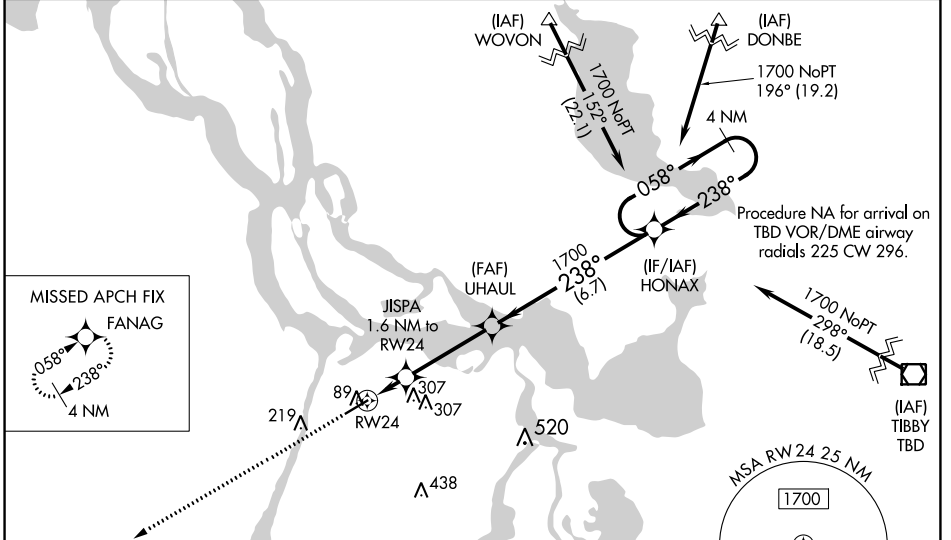 (IAF)
WOVON
(IAF)
DONBE
1700 NoPT
196° (19.2)
1700 NoPT
152°
(22.1)
4 NM
058°
238°
Procedure NA for arrival on
TBD VOR/DME airway
radials 225 CW 296.
1700
238°
(6.7)
(IF/IAF)
HONAX
(FAF)
UHAUL
JISPA
1.6 NM to
RW24
MISSED APCH FIX
FANAG
058°
238°
4 NM
1700 NoPT
298°
(18.5)
(IAF)
TIBBY
TBD
89
RW24
307
307
219
520
438
MSA RW24 25 NM
1700